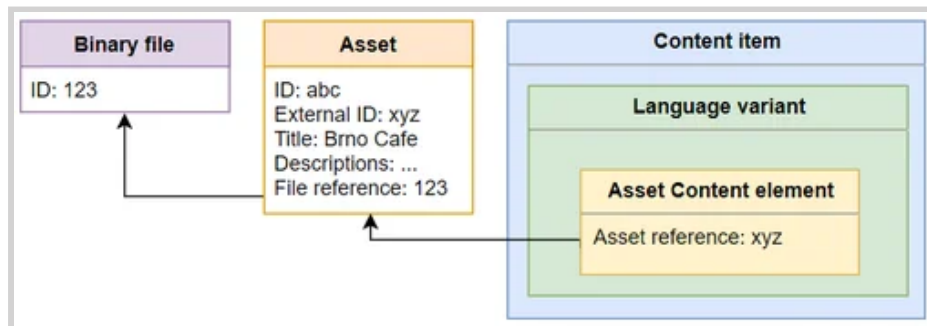 Binary file
ID: 123
Asset
ID: abc
External ID: xyz
Title: Brno Cafe
Descriptions: ...
File reference: 123
Content item
Language variant
Asset Content element
Asset reference: xyz